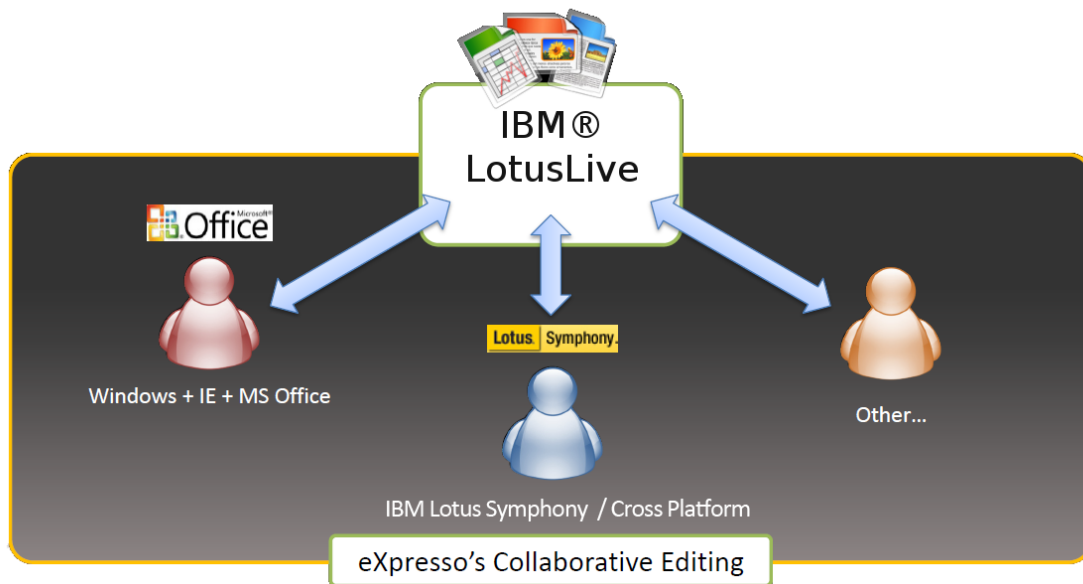 IBM®
LotusLive
Microsoft®
Office
Windows + IE + MS Office
Lotus. Symphony.
IBM Lotus Symphony / Cross Platform
Other...
eXpresso’s Collaborative Editing